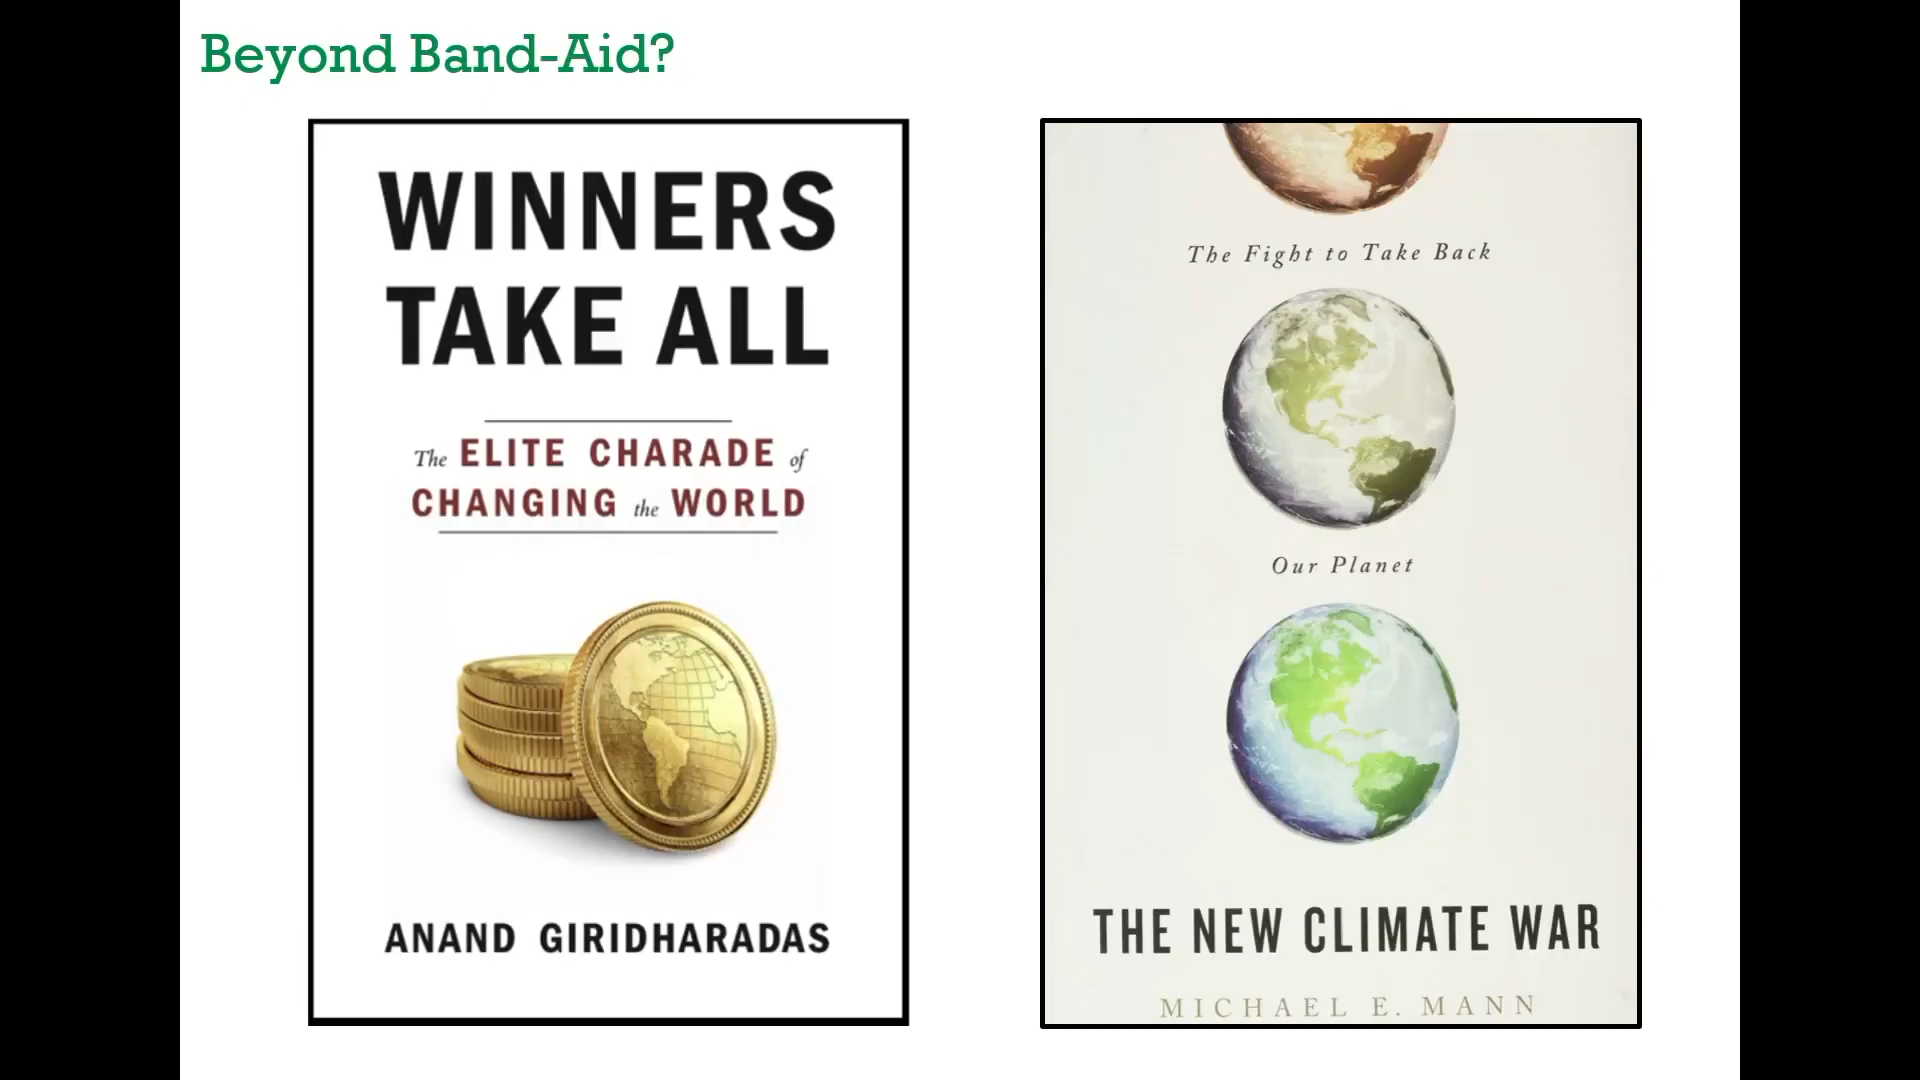 Beyond Band-Aid?
WINNERS
TAKE ALL
The ELITE CHARADE of
CHANGING the WORLD
ANAND GIRIDHARADAS
The Fight to Take Back
Our Planet
THE NEW CLIMATE WAR
MICHAEL E. MANN